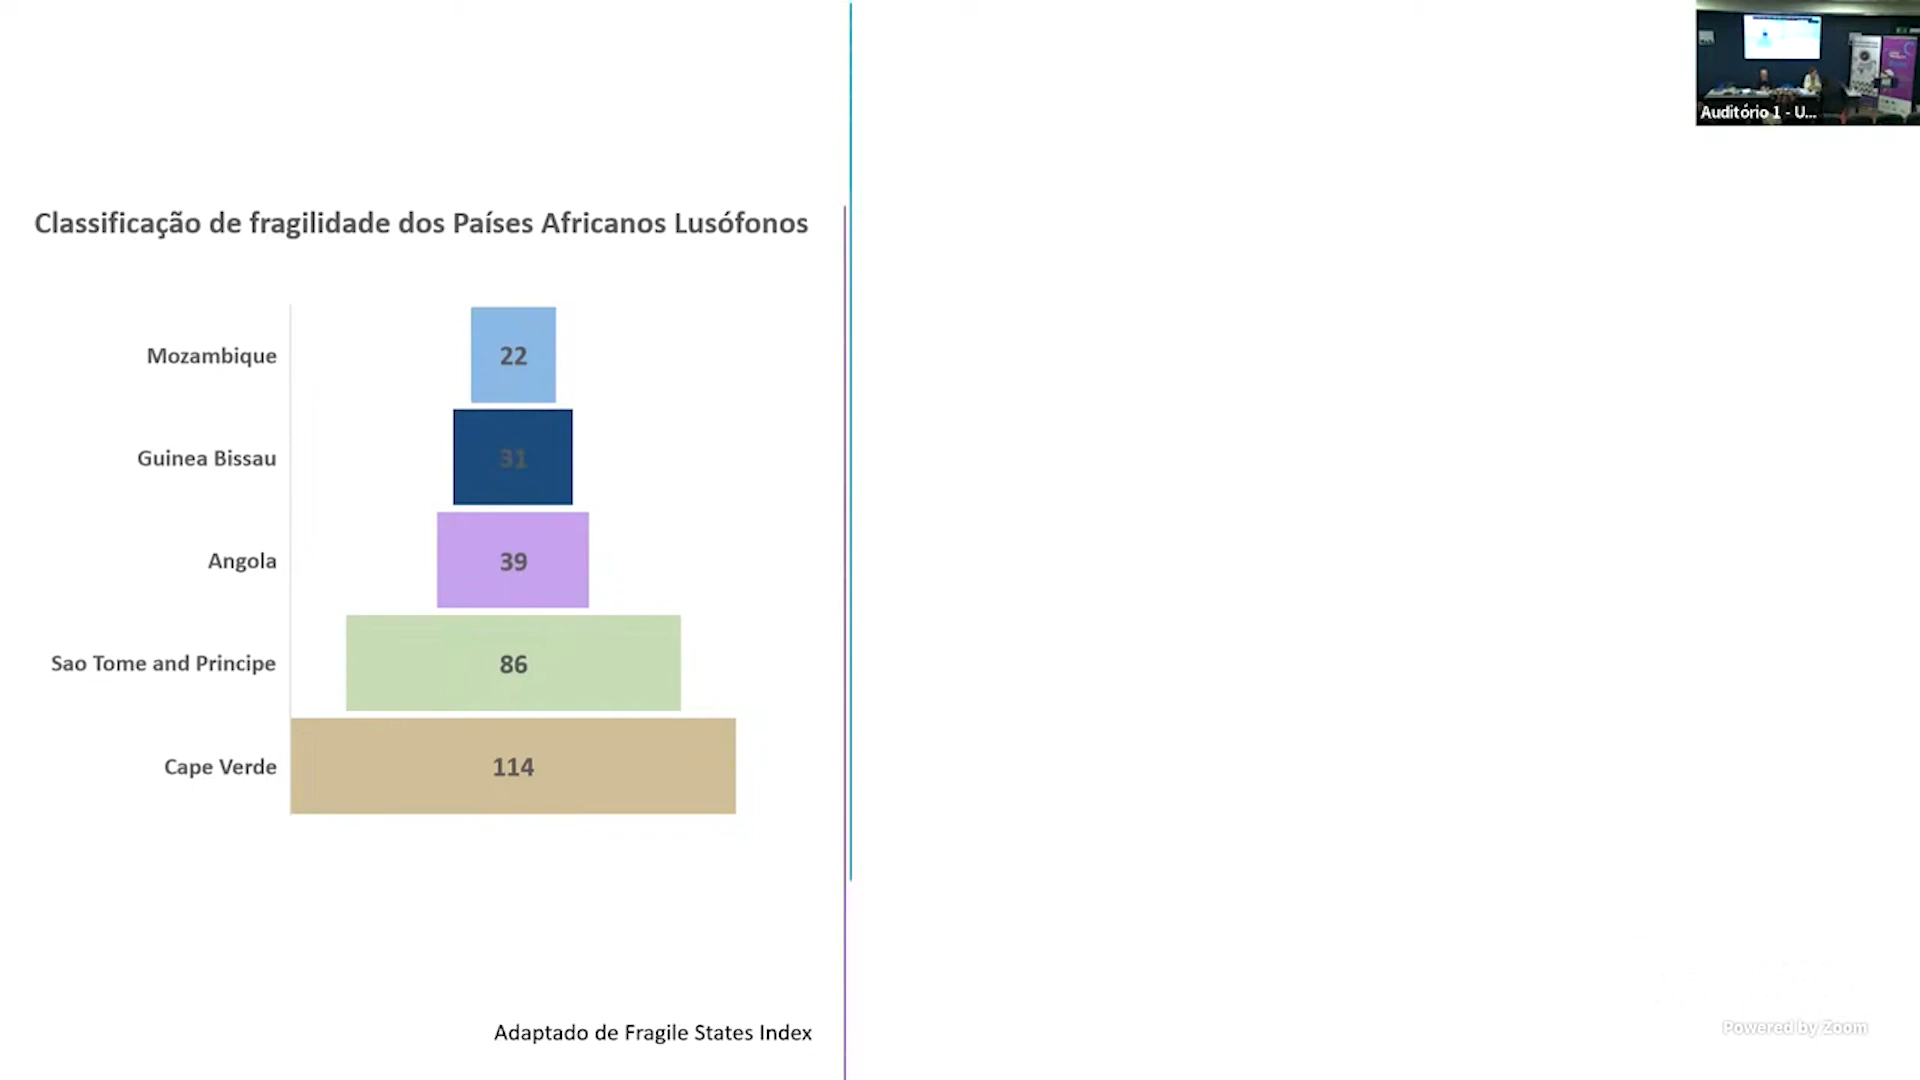 Auditório 1 - U...
Classificação de fragilidade dos Países Africanos Lusófonos
Mozambique
22
Guinea Bissau
31
Angola
39
Sao Tome and Principe
86
Cape Verde
114
Adaptado de Fragile States Index
Powered by Zoom